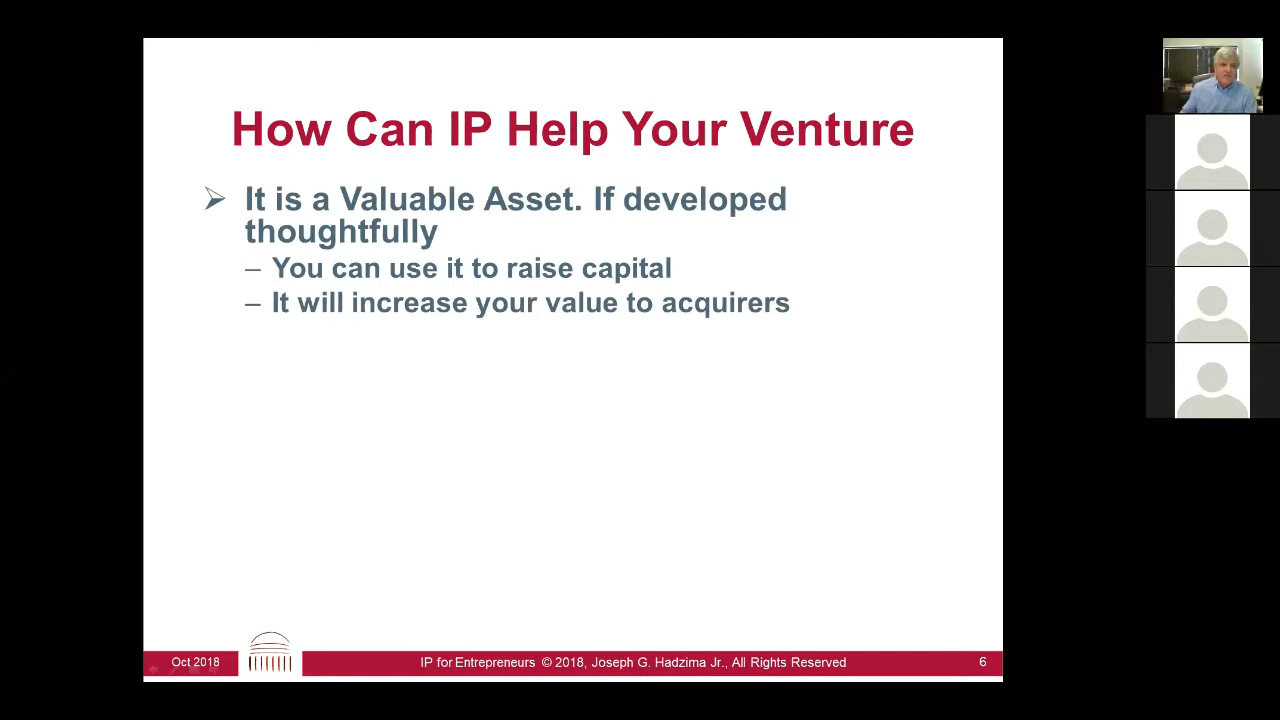 How Can IP Help Your Venture
It is a Valuable Asset. If developed
thoughtfully
– You can use it to raise capital
– It will increase your value to acquirers
Oct 2018
IP for Entrepreneurs © 2018, Joseph G. Hadzima Jr., All Rights Reserved
6